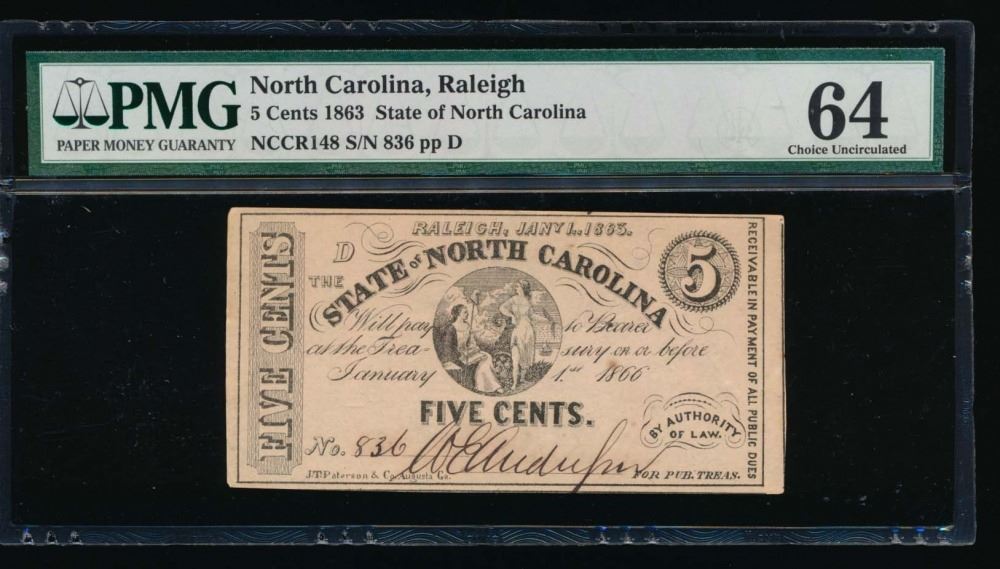 PMG
PAPER MONEY GUARANTY
North Carolina, Raleigh
5 Cents 1863 State of North Carolina
NCCR148 S/N 836 pp D
64
Choice Uncirculated
RALEIGH, JANY 1., 1863.
D
THE
STATE of NORTH CAROLINA
5
FIVE CENTS
Will pay to Bearer
at the Treasury on or before
January 1st 1866
FIVE CENTS.
BY AUTHORITY
OF LAW.
No. 836
J.T. Paterson & Co. Augusta Ga.
FOR PUB. TREAS.
RECEIVABLE IN PAYMENT OF ALL PUBLIC DUES